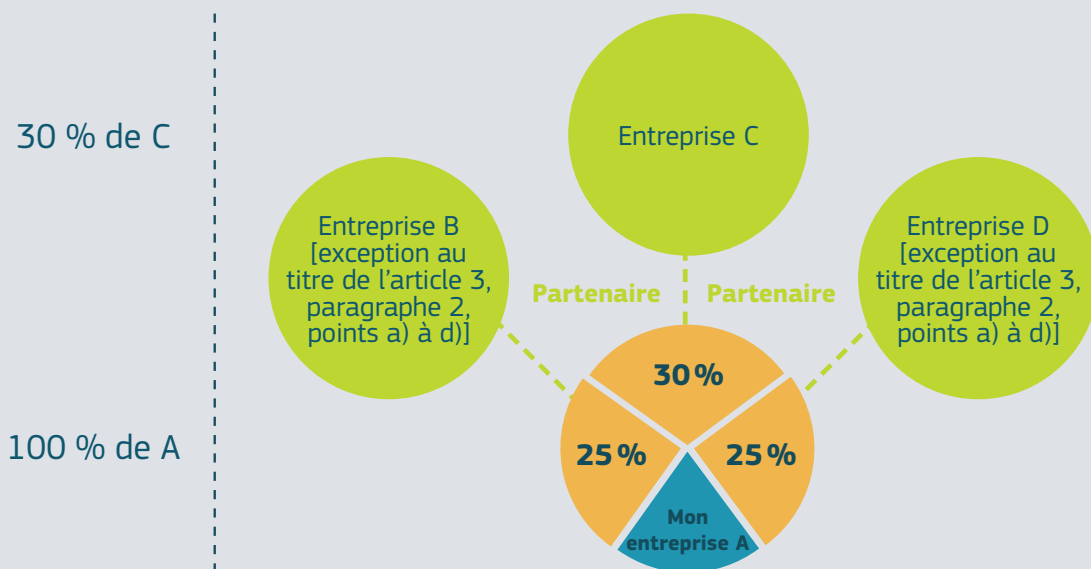 30 % de C
Entreprise C
Entreprise B
[exception au
titre de l'article 3,
paragraphe 2,
points a) à d)]
Entreprise D
[exception au
titre de l'article 3,
paragraphe 2,
points a) à d)]
Partenaire
Partenaire
30 %
100 % de A
25 %
25 %
Mon
entreprise A